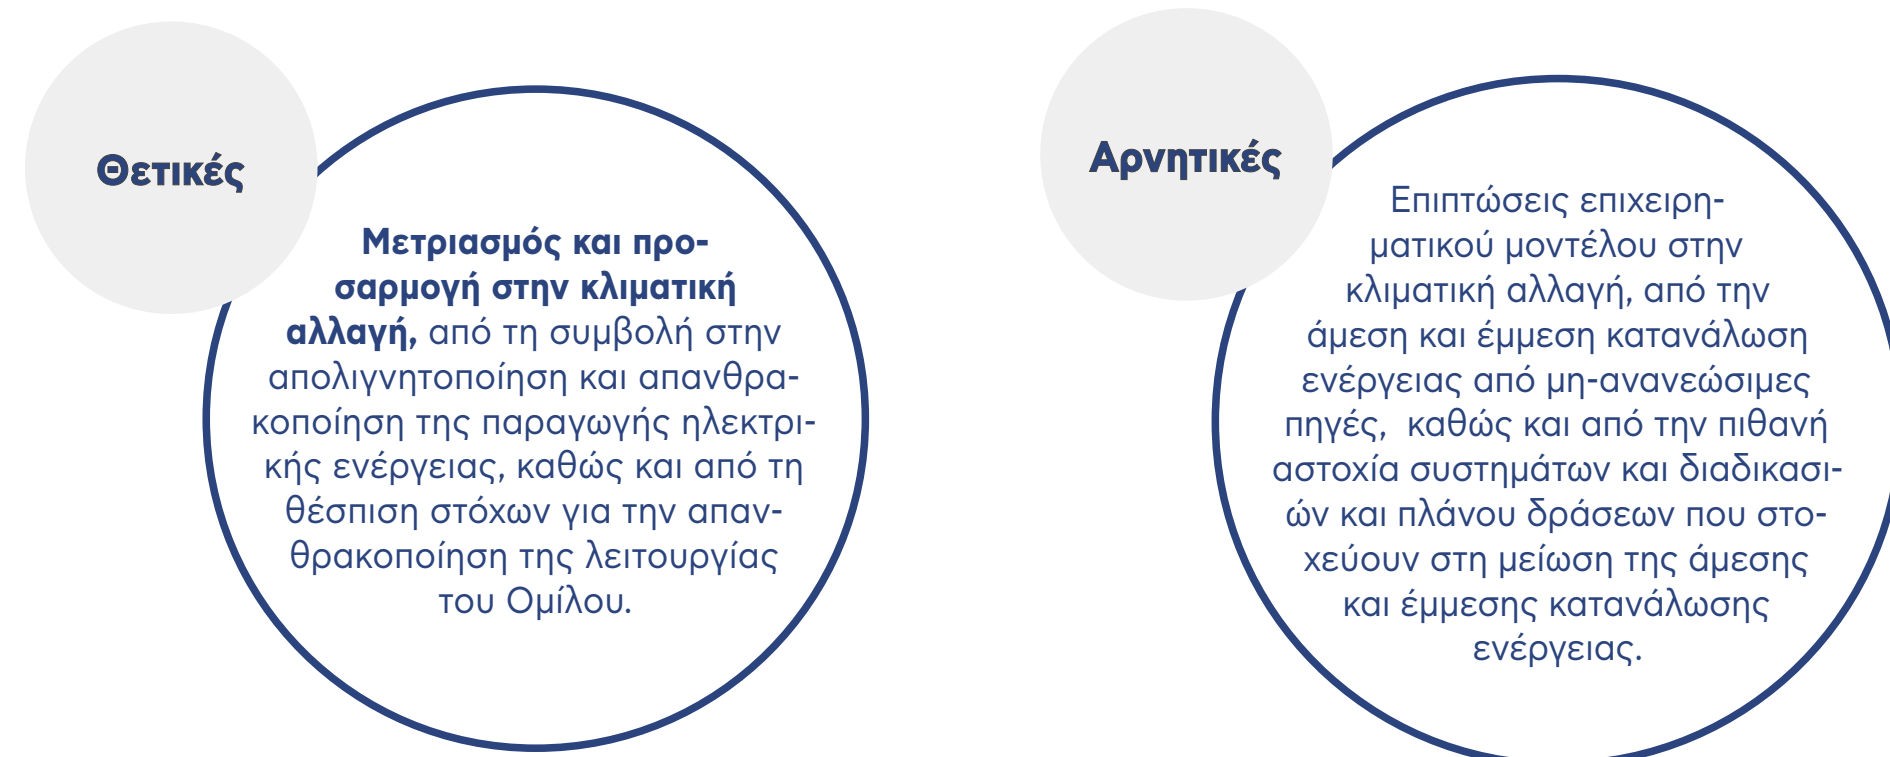 Θετικές
Μετριασμός και προ-
σαρμογή στην κλιματική
αλλαγή, από τη συμβολή στην
απολιγνητοποίηση και απανθρα-
κοποίηση της παραγωγής ηλεκτρι-
κής ενέργειας, καθώς και από τη
θέσπιση στόχων για την απαν-
θρακοποίηση της λειτουργίας
του Ομίλου.
Αρνητικές
Επιπτώσεις επιχειρη-
ματικού μοντέλου στην
κλιματική αλλαγή, από την
άμεση και έμμεση κατανάλωση
ενέργειας από μη-ανανεώσιμες
πηγές,  καθώς και από την πιθανή
αστοχία συστημάτων και διαδικασι-
ών και πλάνου δράσεων που στο-
χεύουν στη μείωση της άμεσης
και έμμεσης κατανάλωσης
ενέργειας.